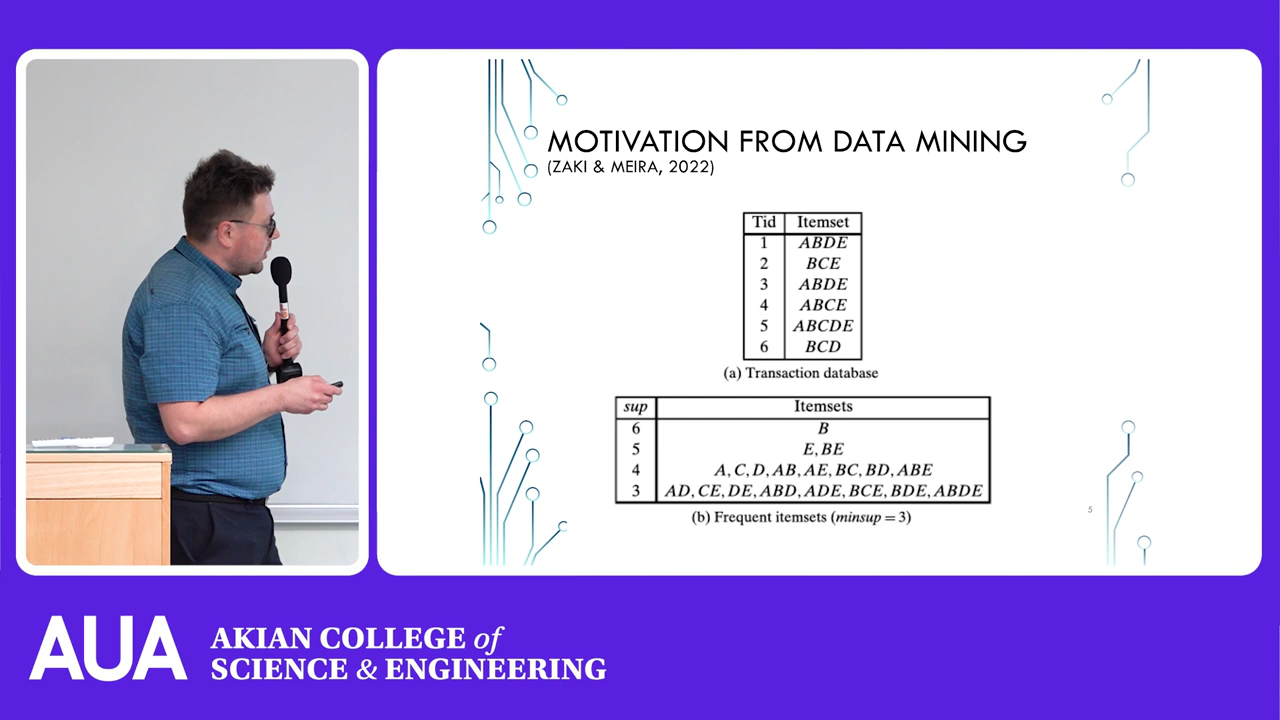 MOTIVATION FROM DATA MINING
(ZAKI & MEIRA, 2022)
Tid Itemset
1 ABDE
2 BCE
3 ABDE
4 ABCE
5 ABCDE
6 BCD
(a) Transaction database
sup Itemsets
6 B
5 E, BE
4 A, C, D, AB, AE, BC, BD, ABE
3 AD, CE, DE, ABD, ADE, BCE, BDE, ABDE
(b) Frequent itemsets (minsup = 3)
5
AUA
AKIAN COLLEGE of
SCIENCE & ENGINEERING